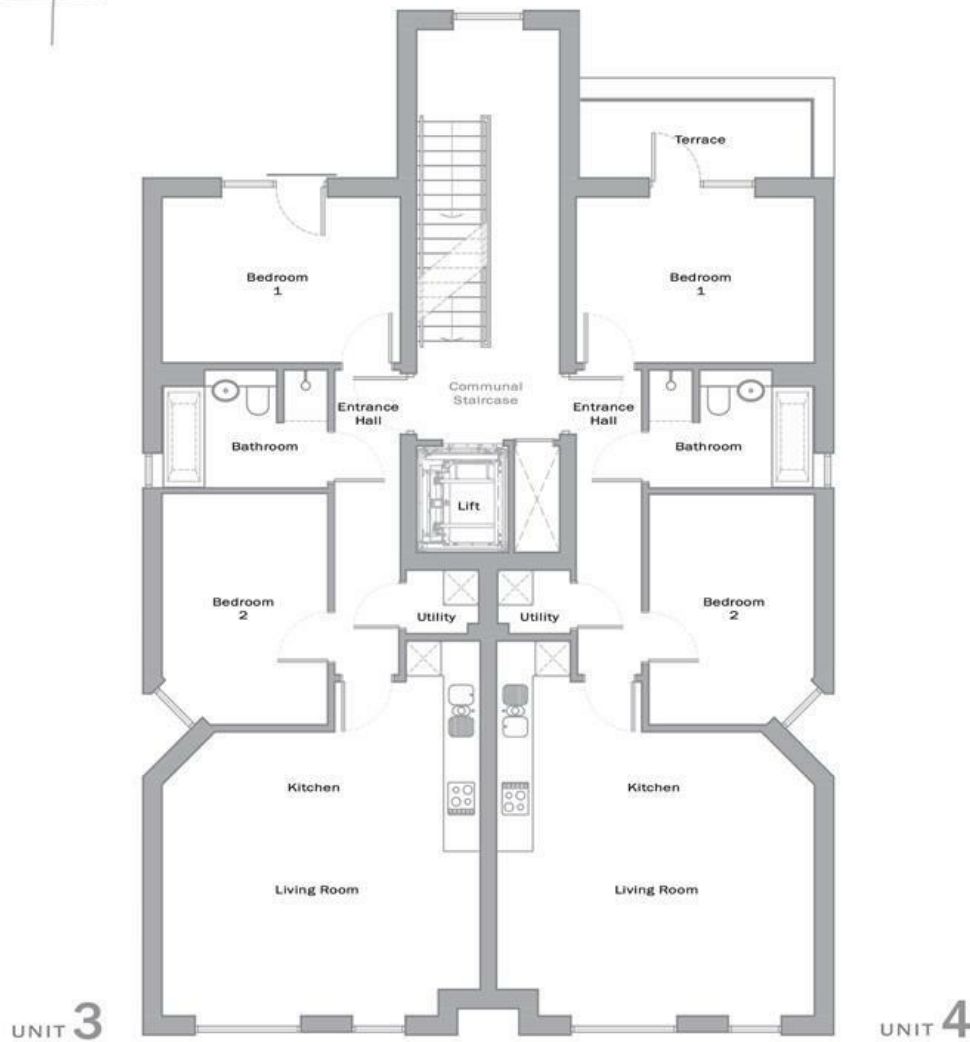 Terrace
Bedroom
1
Bedroom
1
Communal
Staircase
Entrance
Hall
Entrance
Hall
Bathroom
Bathroom
Lift
Bedroom
2
Bedroom
2
Utility
Utility
Kitchen
Kitchen
Living Room
Living Room
UNIT 3
UNIT 4